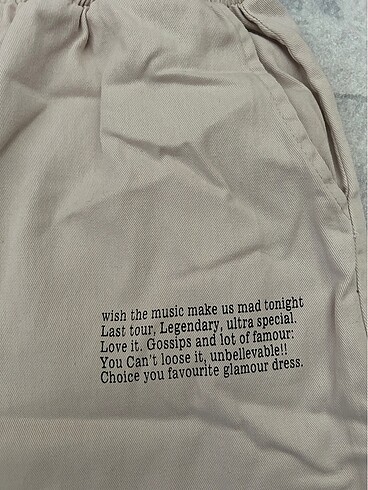 wish the music make us mad tonight
Last tour, Legendary, ultra special.
Love it. Gossips and lot of famour:
You Can't loose it, unbellevable!!
Choice you favourite glamour dress.